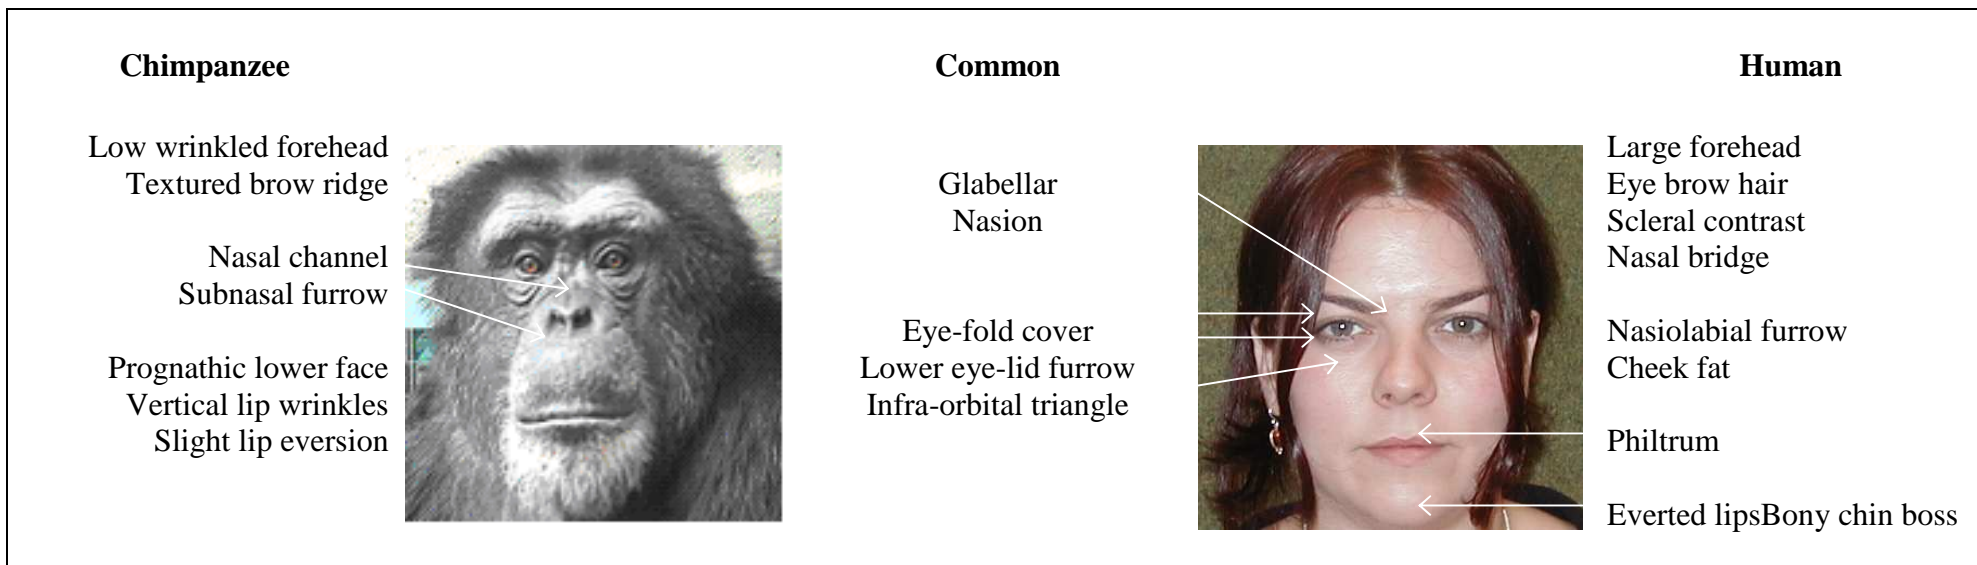 Chimpanzee
Low wrinkled forehead
Textured brow ridge
Nasal channel
Subnasal furrow
Prognathic lower face
Vertical lip wrinkles
Slight lip eversion
Common
Glabellar
Nasion
Eye-fold cover
Lower eye-lid furrow
Infra-orbital triangle
Human
Large forehead
Eye brow hair
Scleral contrast
Nasal bridge
Nasiolabial furrow
Cheek fat
Philtrum
Everted lipsBony chin boss